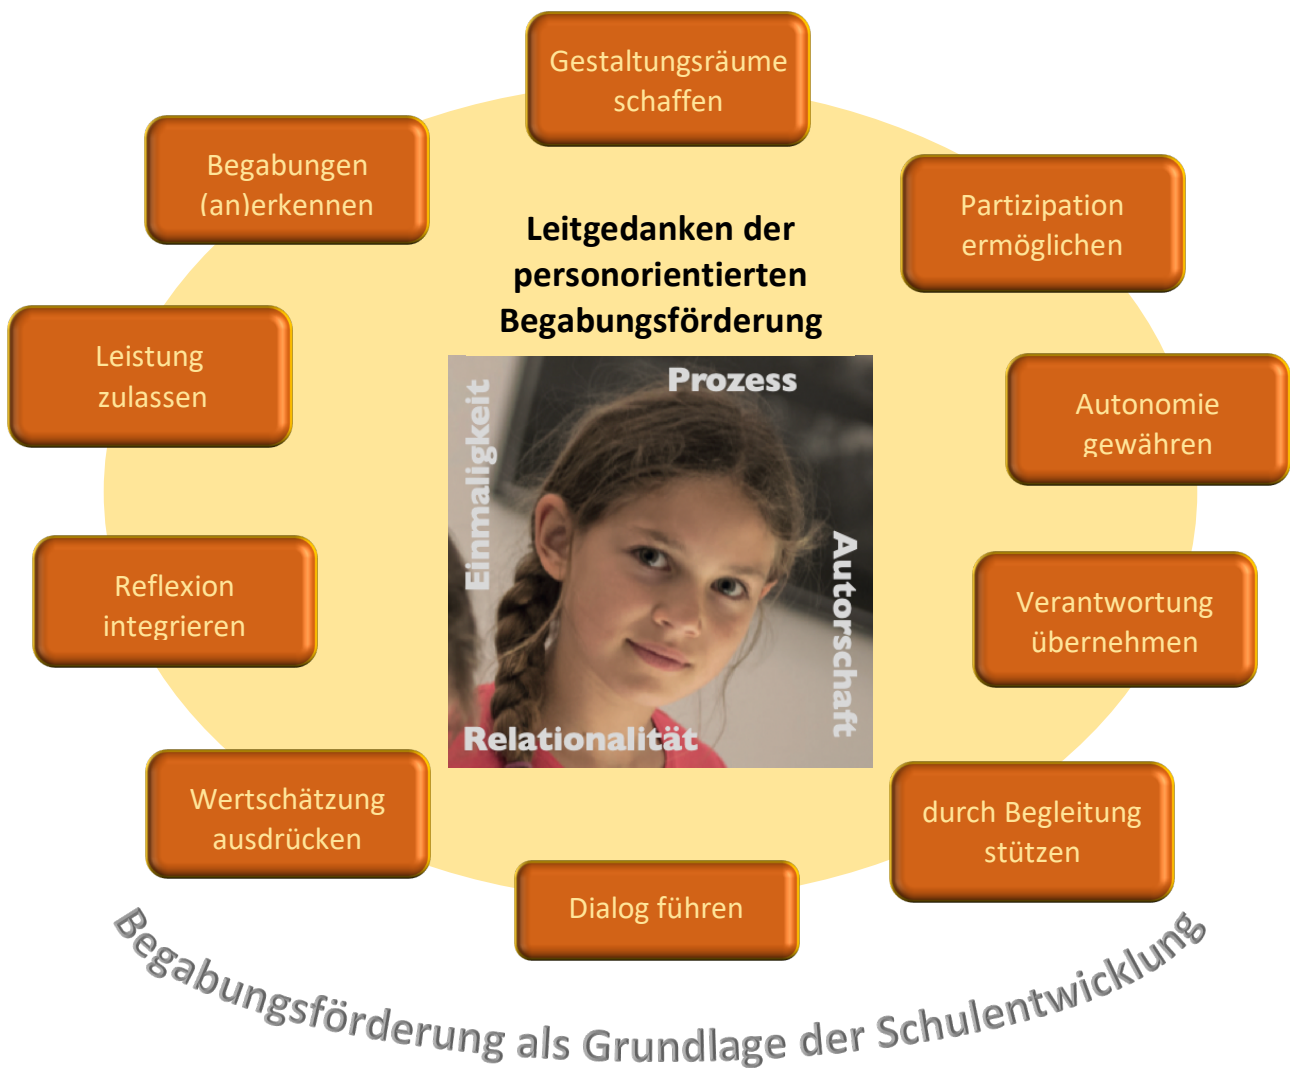 Gestaltungsräume
schaffen
Begabungen
(an)erkennen
Partizipation
ermöglichen
Leitgedanken der
personorientierten
Begabungsförderung
Leistung
zulassen
Autonomie
gewähren
Prozess
Einmaligkeit
Autorschaft
Relationalität
Reflexion
integrieren
Verantwortung
übernehmen
Wertschätzung
ausdrücken
durch Begleitung
stützen
Dialog führen
Begabungsförderung als Grundlage der Schulentwicklung